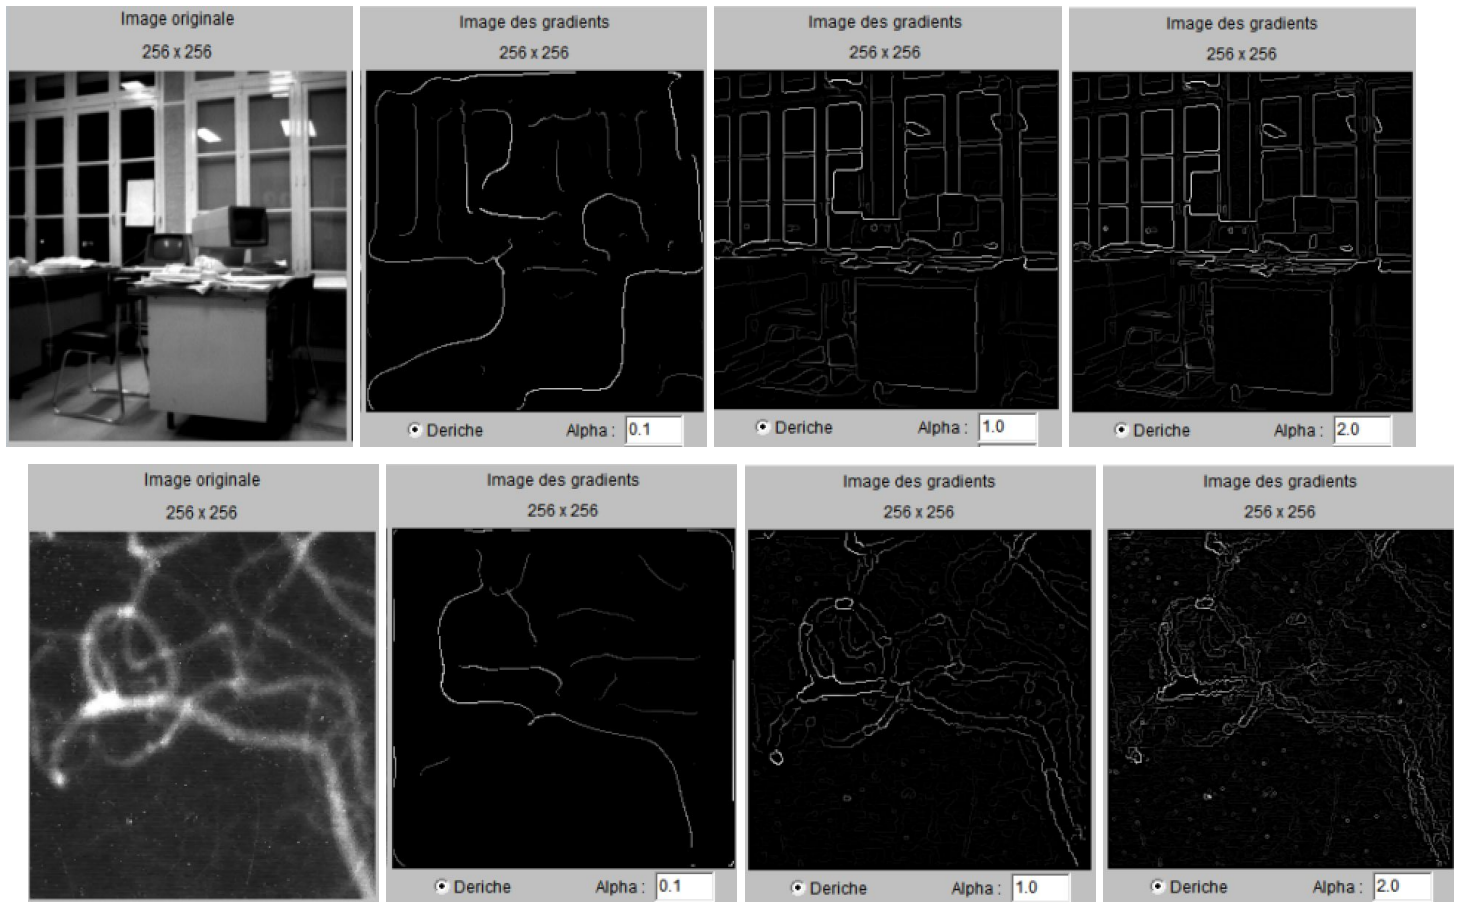 Image originale
256 x 256
Image des gradients
256 x 256
Deriche Alpha : 0.1
Image des gradients
256 x 256
Deriche Alpha : 1.0
Image des gradients
256 x 256
Deriche Alpha : 2.0
Image originale
256 x 256
Image des gradients
256 x 256
Deriche Alpha : 0.1
Image des gradients
256 x 256
Deriche Alpha : 1.0
Image des gradients
256 x 256
Deriche Alpha : 2.0